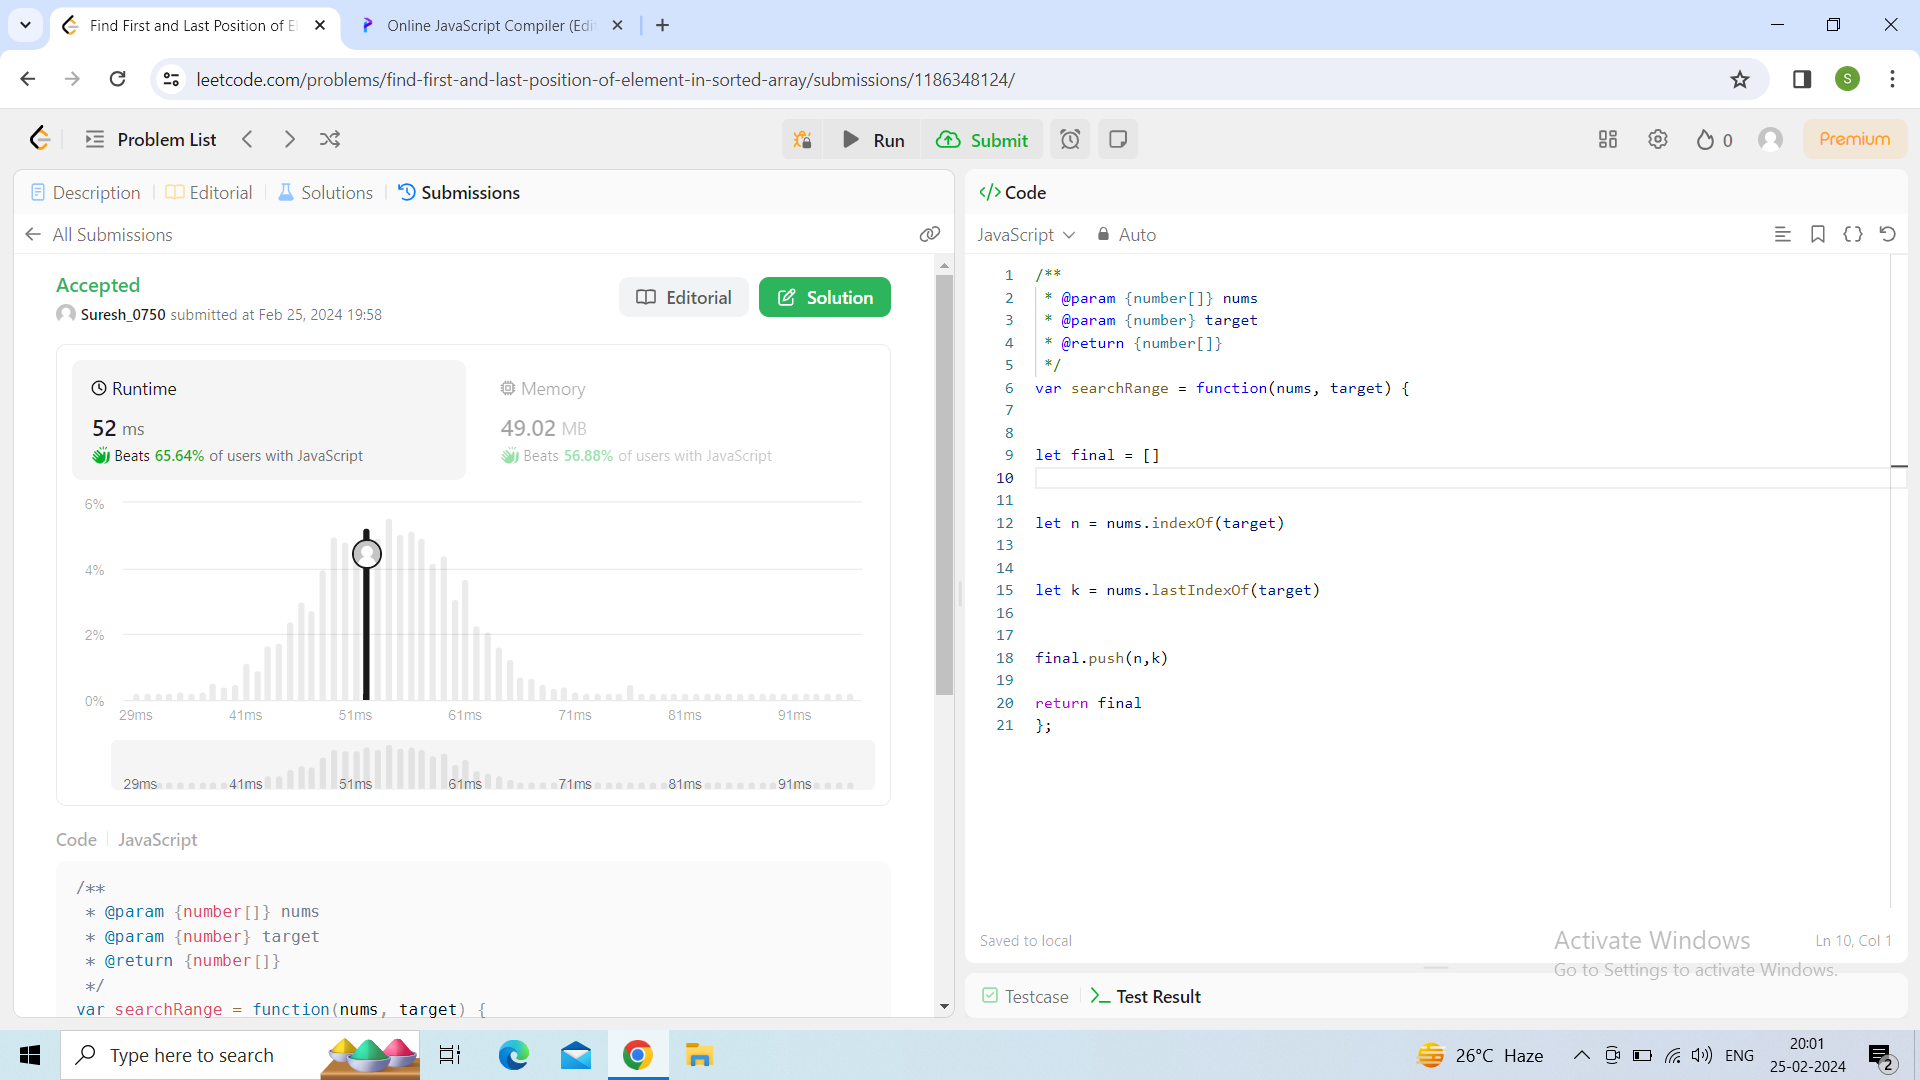 Find First and Last Position of El
Online JavaScript Compiler (Edi
leetcode.com/problems/find-first-and-last-position-of-element-in-sorted-array/submissions/1186348124/
S
Problem List
Run
Submit
0
Premium
Description
Editorial
Solutions
Submissions
All Submissions
Accepted
Suresh_0750 submitted at Feb 25, 2024 19:58
Editorial
Solution
Runtime
52 ms
Beats 65.64% of users with JavaScript
Memory
49.02 MB
Beats 56.88% of users with JavaScript
6%
4%
2%
0%
29ms 41ms 51ms 61ms 71ms 81ms 91ms
29ms 41ms 51ms 61ms 71ms 81ms 91ms
Code JavaScript
/**
* @param {number[]} nums
* @param {number} target
* @return {number[]}
*/
var searchRange = function(nums, target) {
</> Code
JavaScript
Auto
1 /**
2 * @param {number[]} nums
3 * @param {number} target
4 * @return {number[]}
5 */
6 var searchRange = function(nums, target) {
7
8
9 let final = []
10
11
12 let n = nums.indexOf(target)
13
14
15 let k = nums.lastIndexOf(target)
16
17
18 final.push(n,k)
19
20 return final
21 };
Saved to local
Ln 10, Col 1
Activate Windows
Go to Settings to activate Windows.
Testcase
Test Result
Type here to search
26°C Haze
ENG
20:01
25-02-2024
2